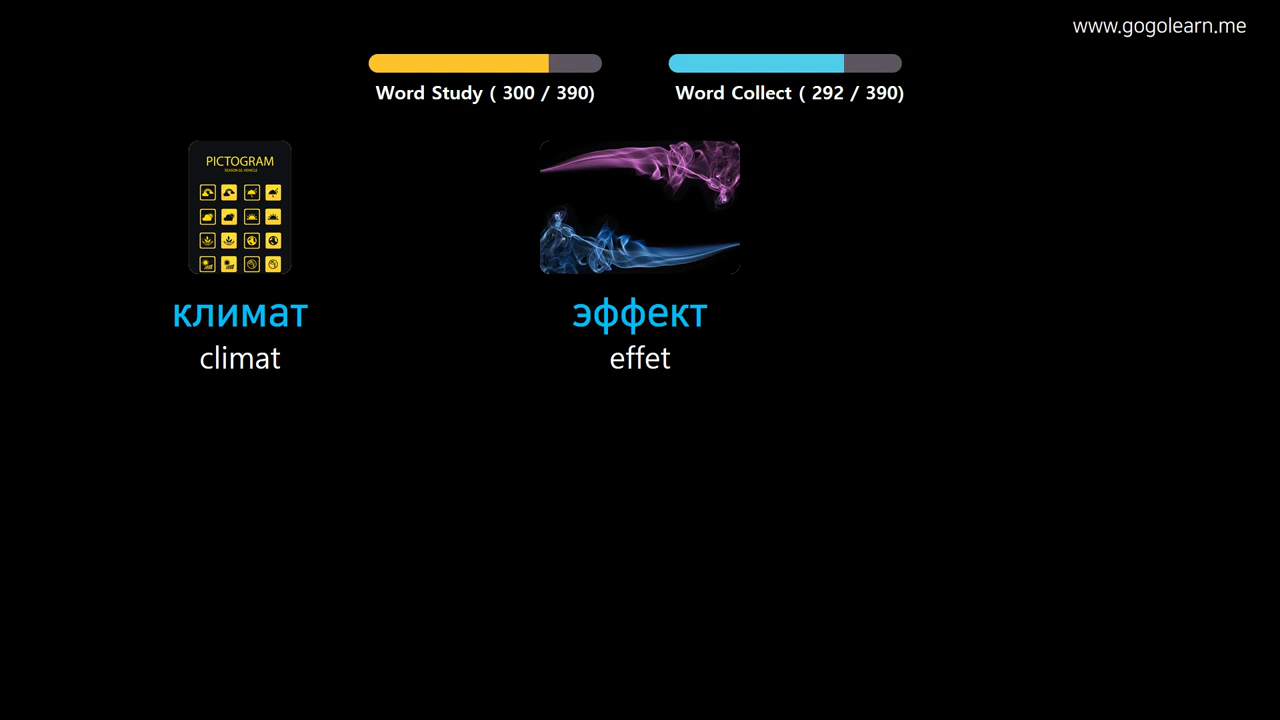 www.gogolearn.me
Word Study ( 300 / 390)
Word Collect ( 292 / 390)
PICTOGRAM
климат
climat
эффект
effet